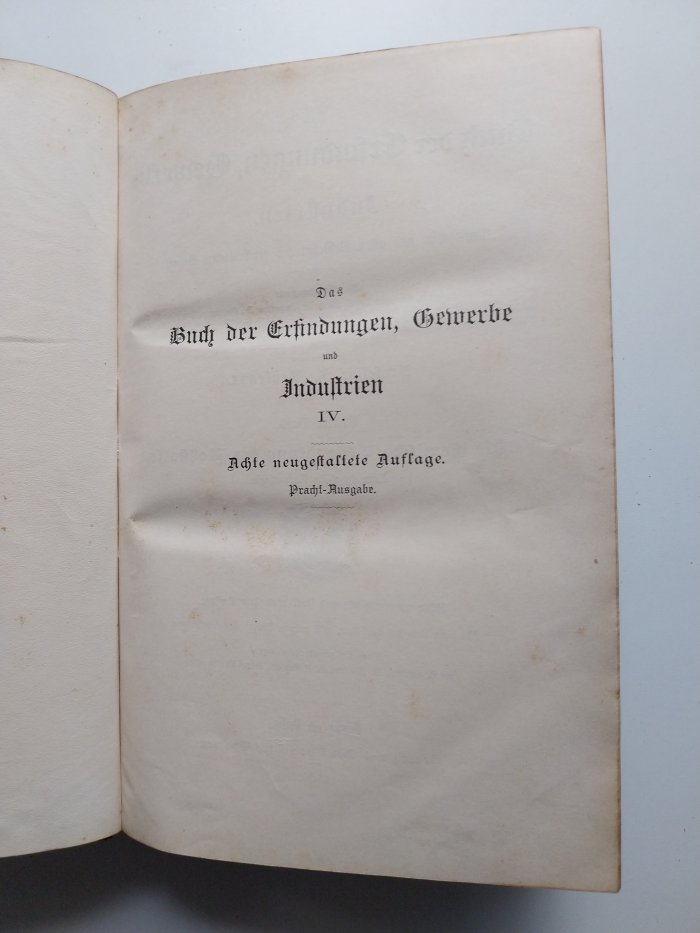 Das
Buch der Erfindungen, Gewerbe
und
Industrien
IV.
Achte neugestaltete Auflage.
Pracht-Ausgabe.